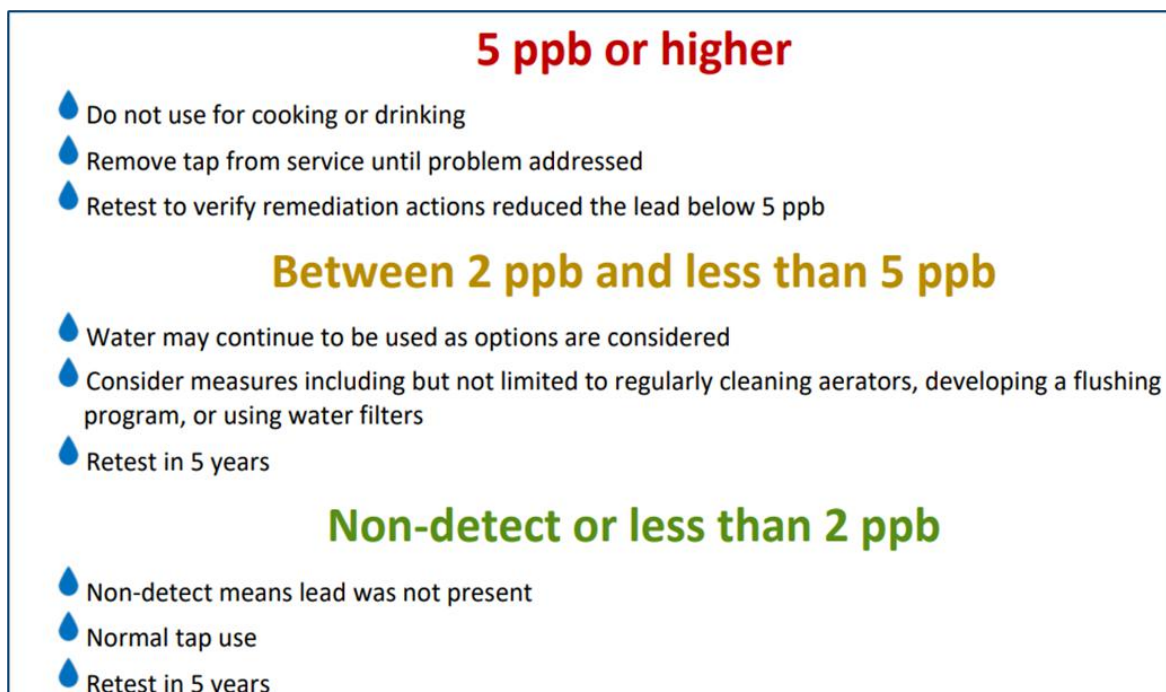 5 ppb or higher
Do not use for cooking or drinking
Remove tap from service until problem addressed
Retest to verify remediation actions reduced the lead below 5 ppb
Between 2 ppb and less than 5 ppb
Water may continue to be used as options are considered
Consider measures including but not limited to regularly cleaning aerators, developing a flushing
program, or using water filters
Retest in 5 years
Non-detect or less than 2 ppb
Non-detect means lead was not present
Normal tap use
Retest in 5 years